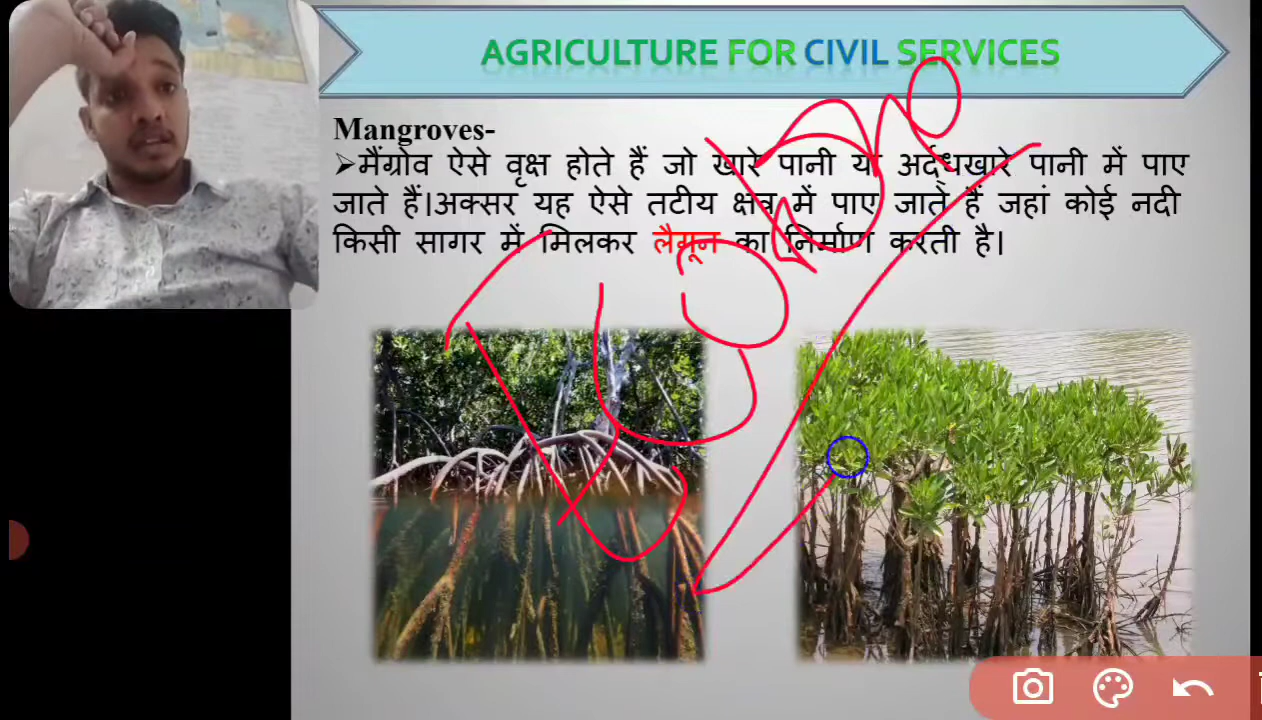 AGRICULTURE FOR CIVIL SERVICES
Mangroves-
➢मैंग्रोव ऐसे वृक्ष होते हैं जो खारे पानी या अर्द्धखारे पानी में पाए
जाते हैं।अक्सर यह ऐसे तटीय क्षेत्र में पाए जाते हैं जहां कोई नदी
किसी सागर में मिलकर लैगून का निर्माण करती है।